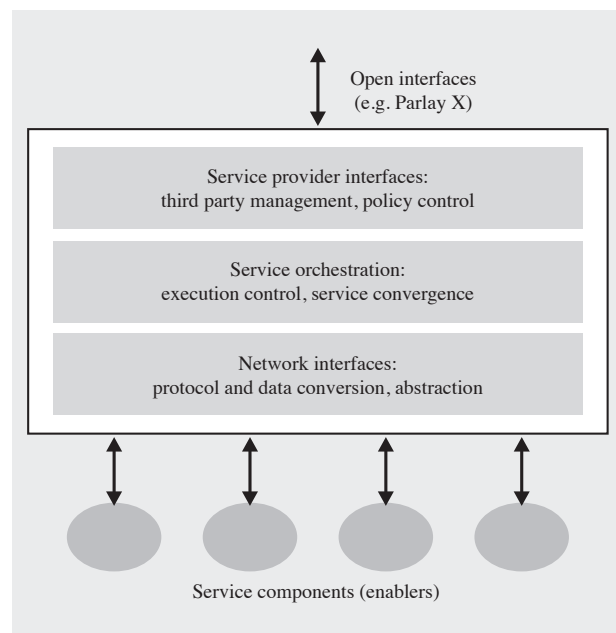 Open interfaces
(e.g. Parlay X)
Service provider interfaces:
third party management, policy control
Service orchestration:
execution control, service convergence
Network interfaces:
protocol and data conversion, abstraction
Service components (enablers)